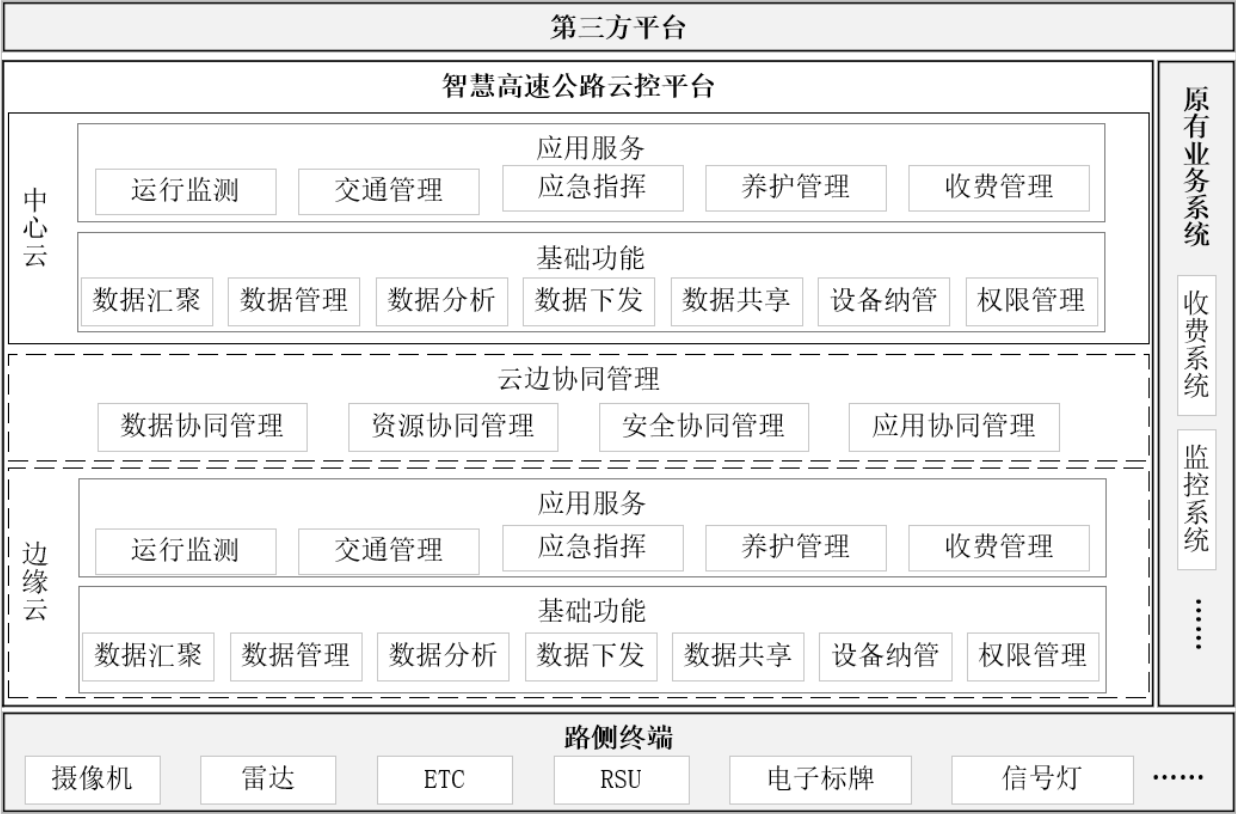 第三方平台
智慧高速公路云控平台
中心云
应用服务
运行监测 交通管理 应急指挥 养护管理 收费管理
基础功能
数据汇聚 数据管理 数据分析 数据下发 数据共享 设备纳管 权限管理
云边协同管理
数据协同管理 资源协同管理 安全协同管理 应用协同管理
边缘云
应用服务
运行监测 交通管理 应急指挥 养护管理 收费管理
基础功能
数据汇聚 数据管理 数据分析 数据下发 数据共享 设备纳管 权限管理
原有业务系统
收费系统
监控系统
……
路侧终端
摄像机 雷达 ETC RSU 电子标牌 信号灯 ……